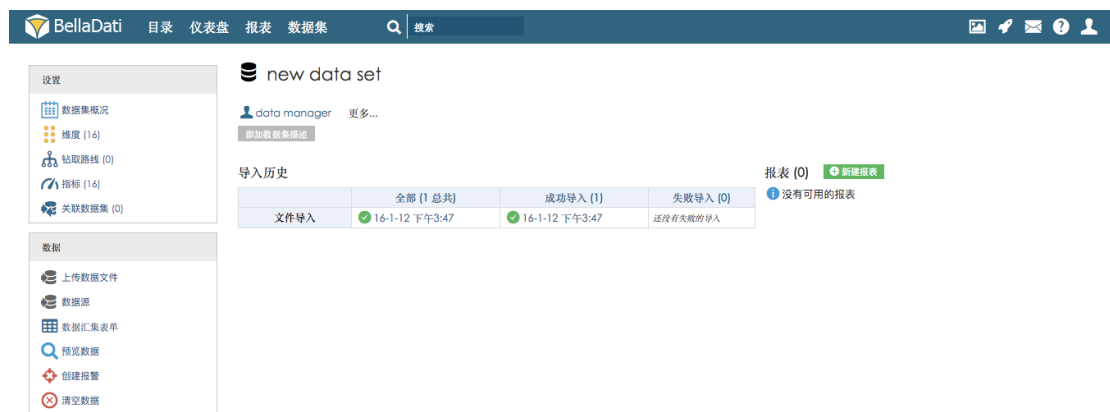 BellaDati 目录 仪表盘 报表 数据集 搜索
设置
数据集概况
维度 (16)
钻取路线 (0)
指标 (16)
关联数据集 (0)
数据
上传数据文件
数据源
数据汇集表单
预览数据
创建报警
清空数据
new data set
data manager 更多...
添加数据集描述
导入历史
全部 (1 总共) 成功导入 (1) 失败导入 (0)
文件导入 16-1-12 下午3:47 16-1-12 下午3:47 还没有失败的导入
报表 (0) 新建报表
没有可用的报表